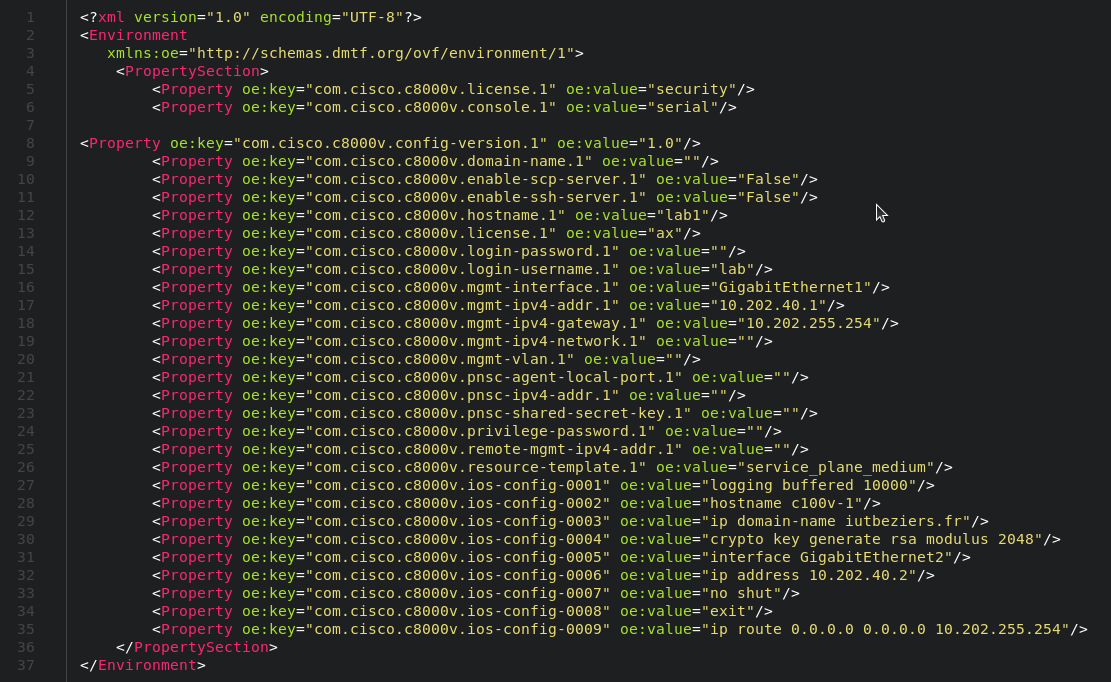 1 <?xml version="1.0" encoding="UTF-8"?>
2 <Environment
3    xmlns:oe="http://schemas.dmtf.org/ovf/environment/1">
4     <PropertySection>
5         <Property oe:key="com.cisco.c8000v.license.1" oe:value="security"/>
6         <Property oe:key="com.cisco.c8000v.console.1" oe:value="serial"/>
7
8 <Property oe:key="com.cisco.c8000v.config-version.1" oe:value="1.0"/>
9         <Property oe:key="com.cisco.c8000v.domain-name.1" oe:value=""/>
10         <Property oe:key="com.cisco.c8000v.enable-scp-server.1" oe:value="False"/>
11         <Property oe:key="com.cisco.c8000v.enable-ssh-server.1" oe:value="False"/>
12         <Property oe:key="com.cisco.c8000v.hostname.1" oe:value="lab1"/>
13         <Property oe:key="com.cisco.c8000v.license.1" oe:value="ax"/>
14         <Property oe:key="com.cisco.c8000v.login-password.1" oe:value=""/>
15         <Property oe:key="com.cisco.c8000v.login-username.1" oe:value="lab"/>
16         <Property oe:key="com.cisco.c8000v.mgmt-interface.1" oe:value="GigabitEthernet1"/>
17         <Property oe:key="com.cisco.c8000v.mgmt-ipv4-addr.1" oe:value="10.202.40.1"/>
18         <Property oe:key="com.cisco.c8000v.mgmt-ipv4-gateway.1" oe:value="10.202.255.254"/>
19         <Property oe:key="com.cisco.c8000v.mgmt-ipv4-network.1" oe:value=""/>
20         <Property oe:key="com.cisco.c8000v.mgmt-vlan.1" oe:value=""/>
21         <Property oe:key="com.cisco.c8000v.pnsc-agent-local-port.1" oe:value=""/>
22         <Property oe:key="com.cisco.c8000v.pnsc-ipv4-addr.1" oe:value=""/>
23         <Property oe:key="com.cisco.c8000v.pnsc-shared-secret-key.1" oe:value=""/>
24         <Property oe:key="com.cisco.c8000v.privilege-password.1" oe:value=""/>
25         <Property oe:key="com.cisco.c8000v.remote-mgmt-ipv4-addr.1" oe:value=""/>
26         <Property oe:key="com.cisco.c8000v.resource-template.1" oe:value="service_plane_medium"/>
27         <Property oe:key="com.cisco.c8000v.ios-config-0001" oe:value="logging buffered 10000"/>
28         <Property oe:key="com.cisco.c8000v.ios-config-0002" oe:value="hostname c100v-1"/>
29         <Property oe:key="com.cisco.c8000v.ios-config-0003" oe:value="ip domain-name iutbeziers.fr"/>
30         <Property oe:key="com.cisco.c8000v.ios-config-0004" oe:value="crypto key generate rsa modulus 2048"/>
31         <Property oe:key="com.cisco.c8000v.ios-config-0005" oe:value="interface GigabitEthernet2"/>
32         <Property oe:key="com.cisco.c8000v.ios-config-0006" oe:value="ip address 10.202.40.2"/>
33         <Property oe:key="com.cisco.c8000v.ios-config-0007" oe:value="no shut"/>
34         <Property oe:key="com.cisco.c8000v.ios-config-0008" oe:value="exit"/>
35         <Property oe:key="com.cisco.c8000v.ios-config-0009" oe:value="ip route 0.0.0.0 0.0.0.0 10.202.255.254"/>
36     </PropertySection>
37 </Environment>